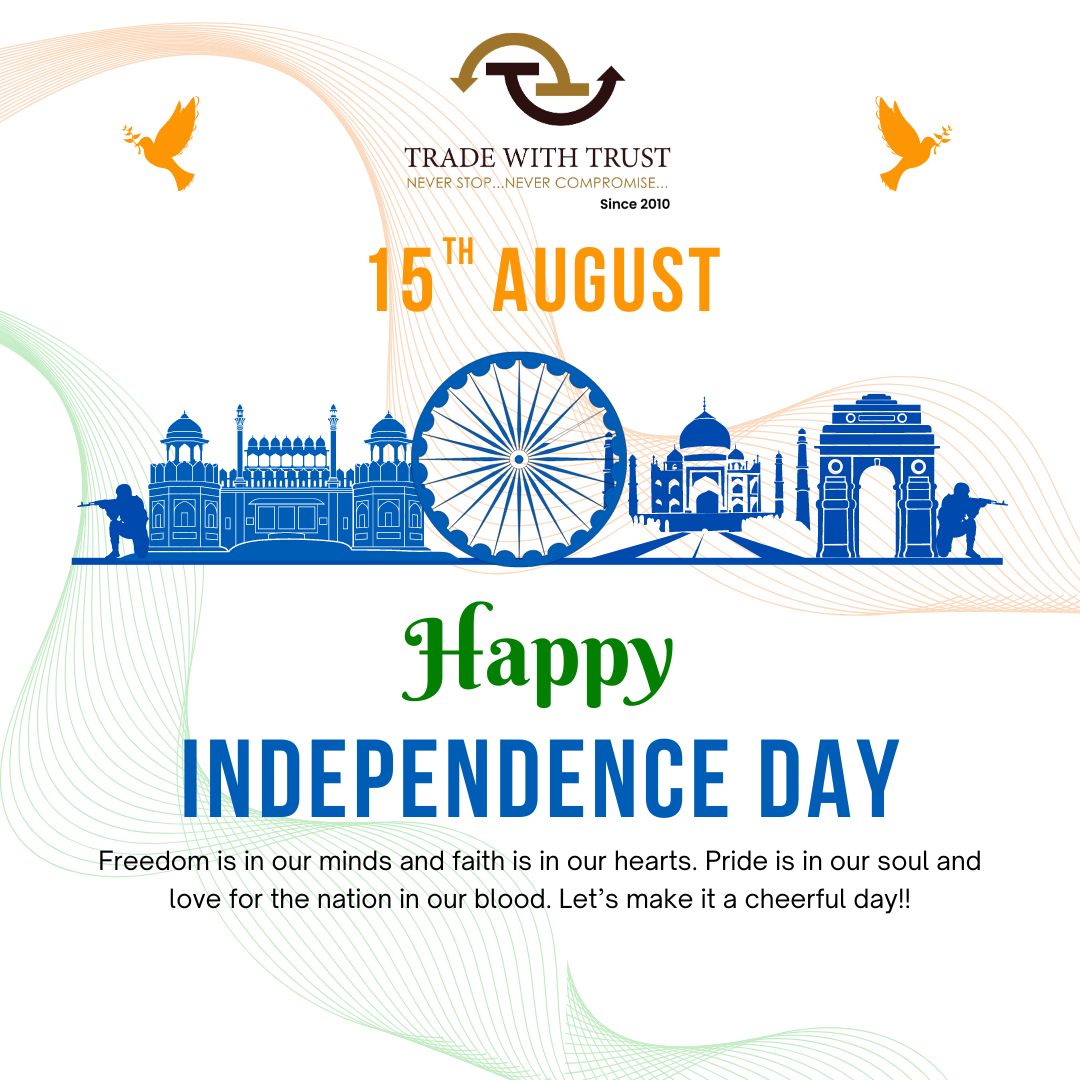 TRADE WITH TRUST
NEVER STOP...NEVER COMPROMISE...
Since 2010
15TH AUGUST
Happy
INDEPENDENCE DAY
Freedom is in our minds and faith is in our hearts. Pride is in our soul and
love for the nation in our blood. Let’s make it a cheerful day!!